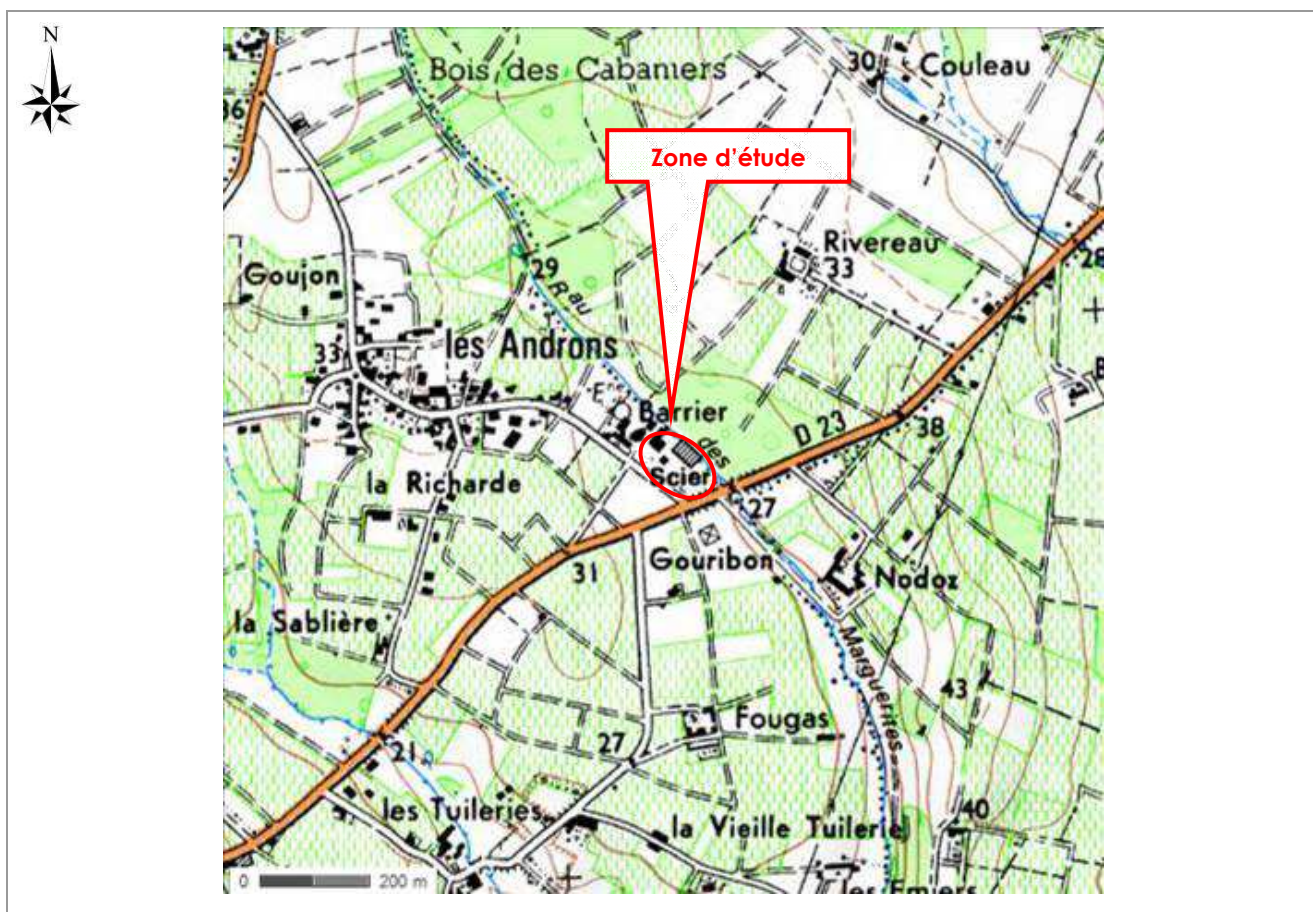 N
Bois des Cabaniers
30
Couleau
36
Zone d'étude
Rivereau
33
28
Goujon
29
Rau
les Androns
33
E
Barrier
des
D 23
38
Scier
27
la Richarde
Gouribon
Nodoz
31
la Sablière
Marguerites
43
Fougas
21
27
les Tuileries
la Vieille Tuilerie
40
0
200 m